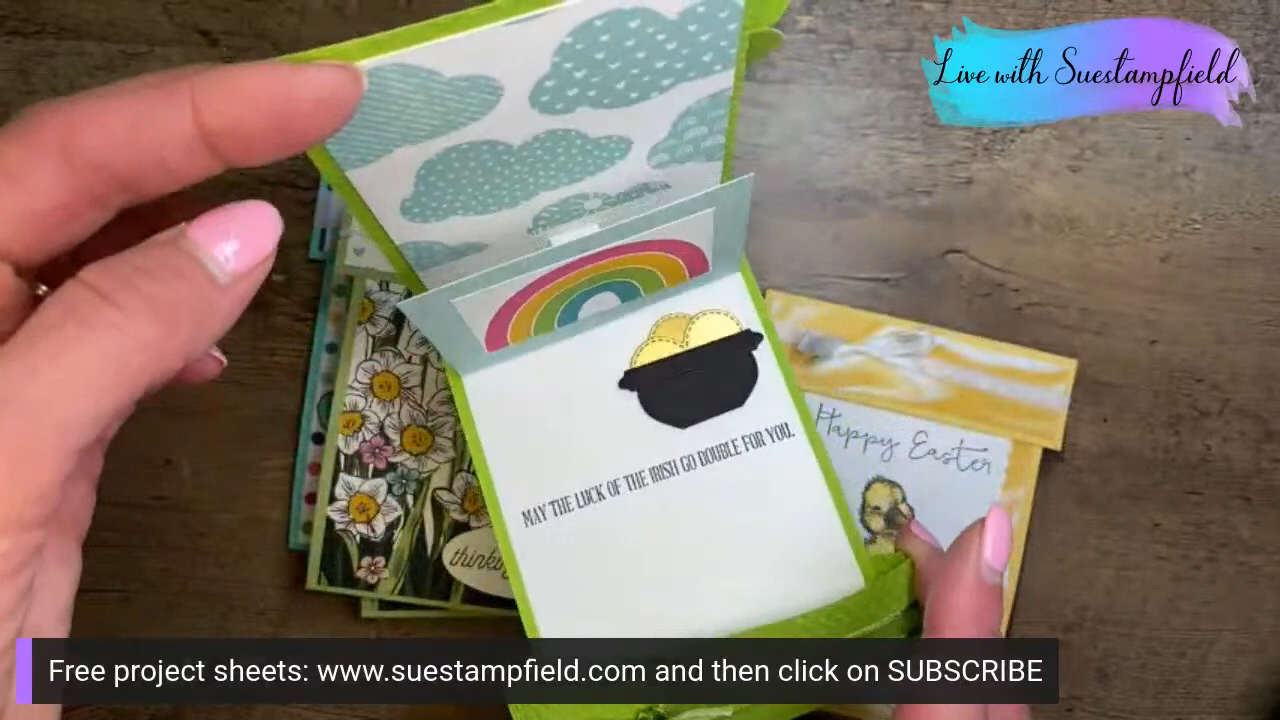 Live with Suestampfield
MAY THE LUCK OF THE IRISH GO DOUBLE FOR YOU.
Happy Easter
Free project sheets: www.suestampfield.com and then click on SUBSCRIBE